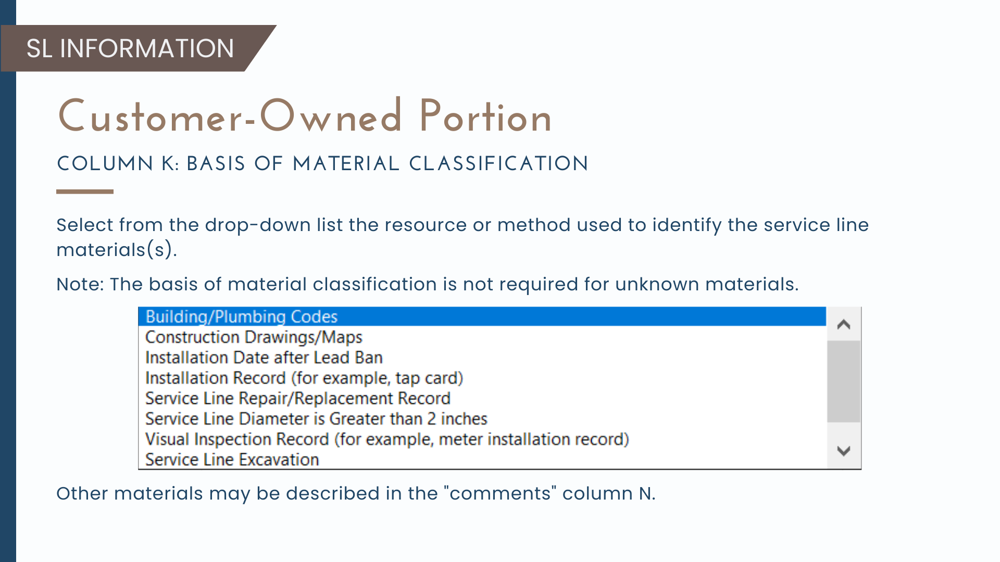 SL INFORMATION
Customer-Owned Portion
COLUMN K: BASIS OF MATERIAL CLASSIFICATION
Select from the drop-down list the resource or method used to identify the service line
materials(s).
Note: The basis of material classification is not required for unknown materials.
Building/Plumbing Codes
Construction Drawings/Maps
Installation Date after Lead Ban
Installation Record (for example, tap card)
Service Line Repair/Replacement Record
Service Line Diameter is Greater than 2 inches
Visual Inspection Record (for example, meter installation record)
Service Line Excavation
Other materials may be described in the "comments" column N.